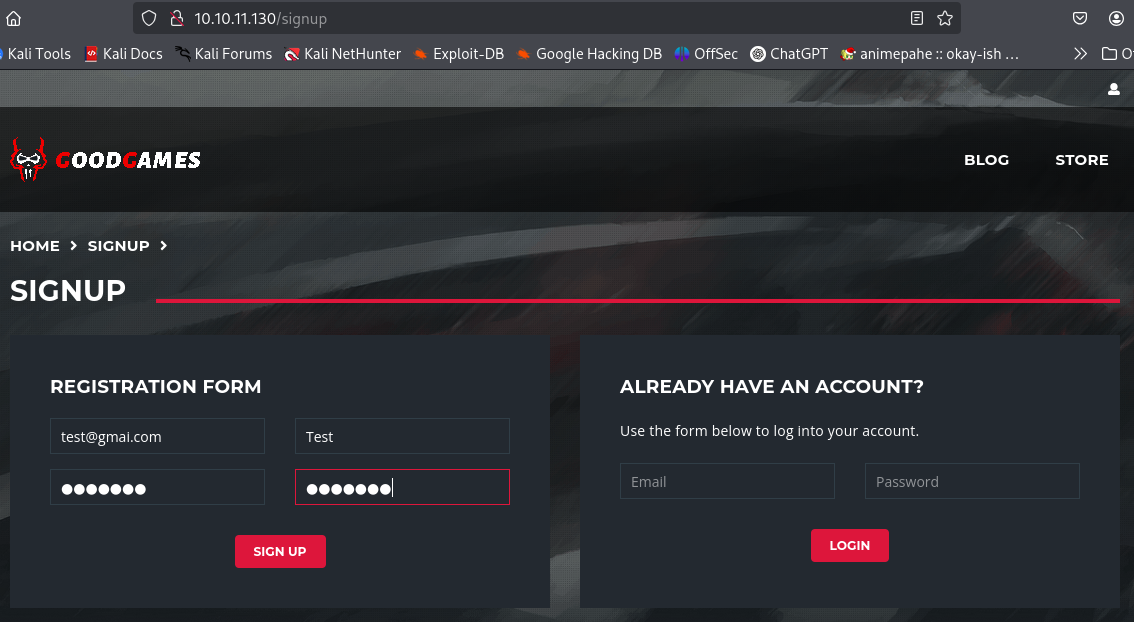 10.10.11.130/signup
Kali Tools Kali Docs Kali Forums Kali NetHunter Exploit-DB Google Hacking DB OffSec ChatGPT animepahe :: okay-ish ... O
GOODGAMES
BLOG STORE
HOME > SIGNUP >
SIGNUP
REGISTRATION FORM
test@gmai.com Test
SIGN UP
ALREADY HAVE AN ACCOUNT?
Use the form below to log into your account.
Email Password
LOGIN